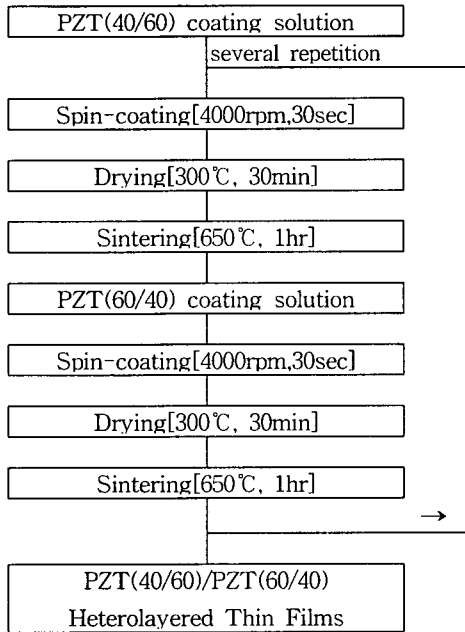 PZT(40/60) coating solution
several repetition
Spin-coating[4000rpm,30sec]
Drying[300℃, 30min]
Sintering[650℃, 1hr]
PZT(60/40) coating solution
Spin-coating[4000rpm,30sec]
Drying[300℃, 30min]
Sintering[650℃, 1hr]
→
PZT(40/60)/PZT(60/40)
Heterolayered Thin Films